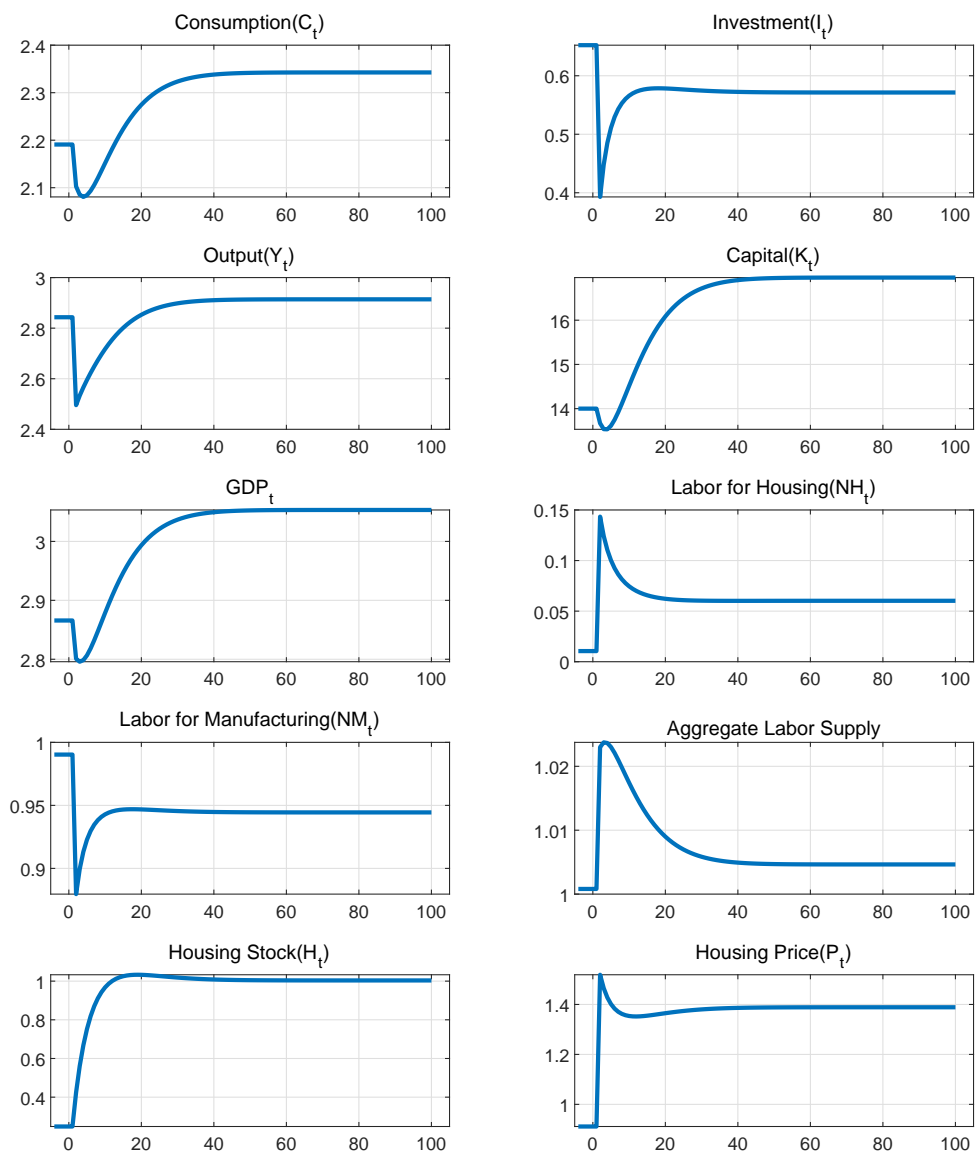 Consumption(C_t)
2.4
2.3
2.2
2.1
0 20 40 60 80 100
Investment(I_t)
0.6
0.5
0.4
0 20 40 60 80 100
Output(Y_t)
3
2.8
2.6
2.4
0 20 40 60 80 100
Capital(K_t)
16
15
14
0 20 40 60 80 100
GDP_t
3
2.9
2.8
0 20 40 60 80 100
Labor for Housing(NH_t)
0.15
0.1
0.05
0
0 20 40 60 80 100
Labor for Manufacturing(NM_t)
1
0.95
0.9
0 20 40 60 80 100
Aggregate Labor Supply
1.02
1.01
1
0 20 40 60 80 100
Housing Stock(H_t)
1
0.8
0.6
0.4
0 20 40 60 80 100
Housing Price(P_t)
1.4
1.2
1
0 20 40 60 80 100